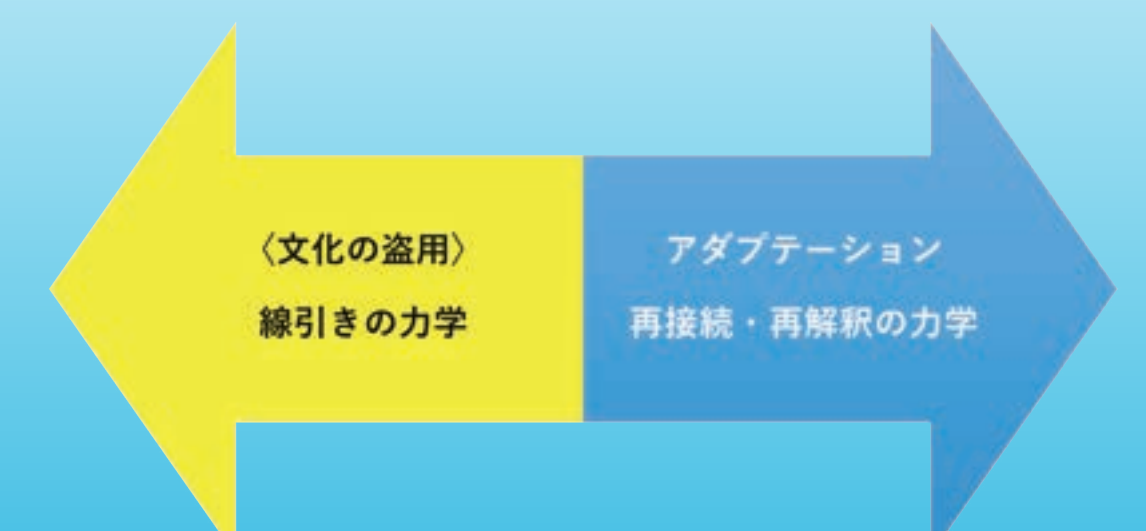 〈文化の盗用〉
線引きの力学
アダプテーション
再接続・再解釈の力学